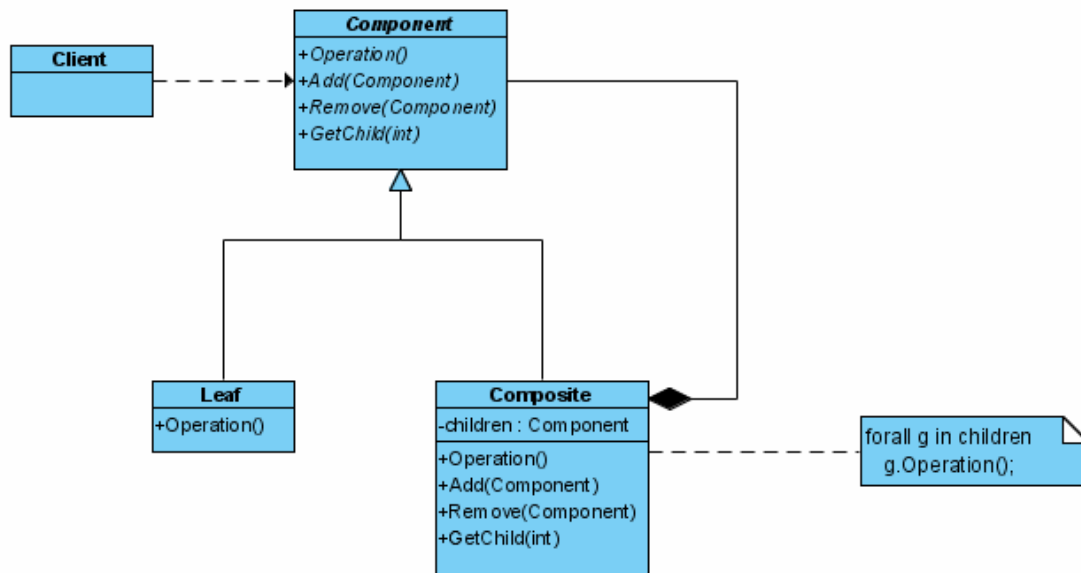 Component
+Operation()
+Add(Component)
+Remove(Component)
+GetChild(int)
Client
Leaf
+Operation()
Composite
-children : Component
+Operation()
+Add(Component)
+Remove(Component)
+GetChild(int)
forall g in children
g.Operation();